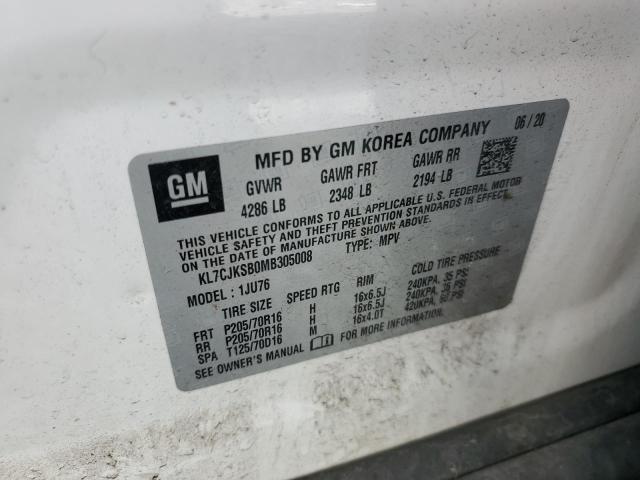 GM
MFD BY GM KOREA COMPANY 06 / 20
GVWR GAWR FRT GAWR RR
4286 LB 2348 LB 2194 LB
THIS VEHICLE CONFORMS TO ALL APPLICABLE U.S. FEDERAL MOTOR
VEHICLE SAFETY AND THEFT PREVENTION STANDARDS IN EFFECT
ON THE DATE OF MANUFACTURE SHOWN ABOVE.
KL7CJKSB0MB305008 TYPE: MPV
MODEL : 1JU76
TIRE SIZE SPEED RTG RIM COLD TIRE PRESSURE
FRT P205/70R16 H 16x6.5J 240KPA, 35 PSI
RR P205/70R16 H 16x6.5J 240KPA, 35 PSI
SPA T125/70D16 M 16x4.0T 420KPA, 60 PSI
SEE OWNER'S MANUAL FOR MORE INFORMATION.